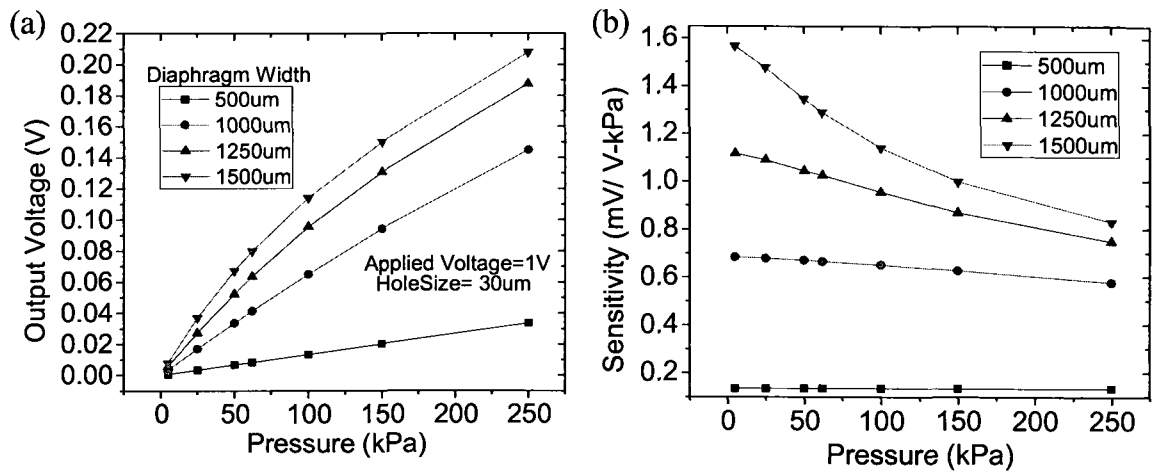 (a)
0.22
0.20
0.18
0.16
0.14
0.12
0.10
0.08
0.06
0.04
0.02
0.00
Output Voltage (V)
Diaphragm Width
500um
1000um
1250um
1500um
Applied Voltage=1V
HoleSize= 30um
0 50 100 150 200 250
Pressure (kPa)
(b)
1.6
1.4
1.2
1.0
0.8
0.6
0.4
0.2
Sensitivity (mV/ V-kPa)
500um
1000um
1250um
1500um
0 50 100 150 200 250
Pressure (kPa)